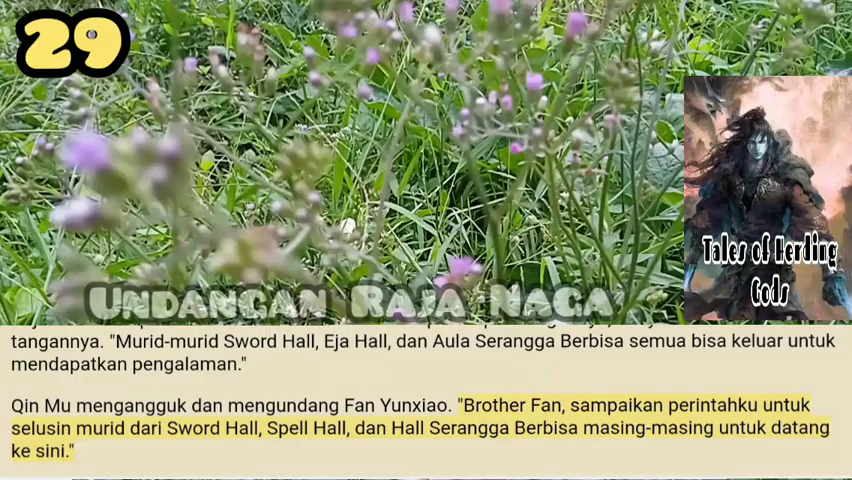 29
Tales of Herding
Gods
Undangan Raja Naga
tangannya. "Murid-murid Sword Hall, Eja Hall, dan Aula Serangga Berbisa semua bisa keluar untuk
mendapatkan pengalaman."
Qin Mu mengangguk dan mengundang Fan Yunxiao. "Brother Fan, sampaikan perintahku untuk
selusin murid dari Sword Hall, Spell Hall, dan Hall Serangga Berbisa masing-masing untuk datang
ke sini."